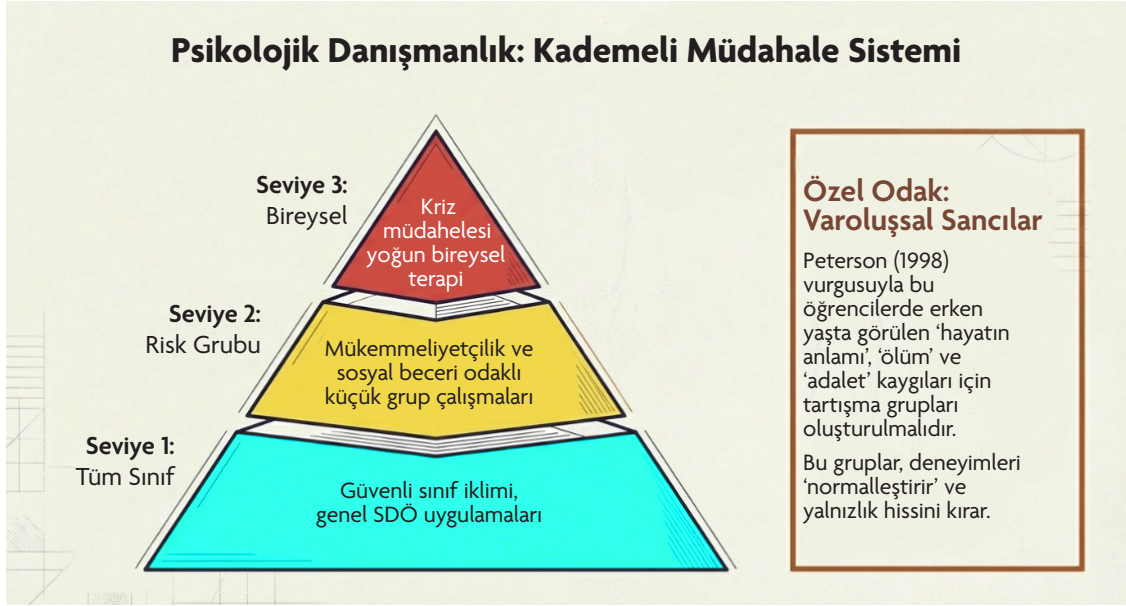 Psikolojik Danışmanlık: Kademeli Müdahale Sistemi
Seviye 3:
Bireysel
Kriz
müdahelesi
yoğun bireysel
terapi
Seviye 2:
Risk Grubu
Mükemmeliyetçilik ve
sosyal beceri odaklı
küçük grup çalışmaları
Seviye 1:
Tüm Sınıf
Güvenli sınıf iklimi,
genel SDÖ uygulamaları
Özel Odak:
Varoluşsal Sancılar
Peterson (1998)
vurgusuyla bu
öğrencilerde erken
yaşta görülen ‘hayatın
anlamı’, ‘ölüm’ ve
‘adalet’ kaygıları için
tartışma grupları
oluşturulmalıdır.
Bu gruplar, deneyimleri
‘normalleştirir’ ve
yalnızlık hissini kırar.